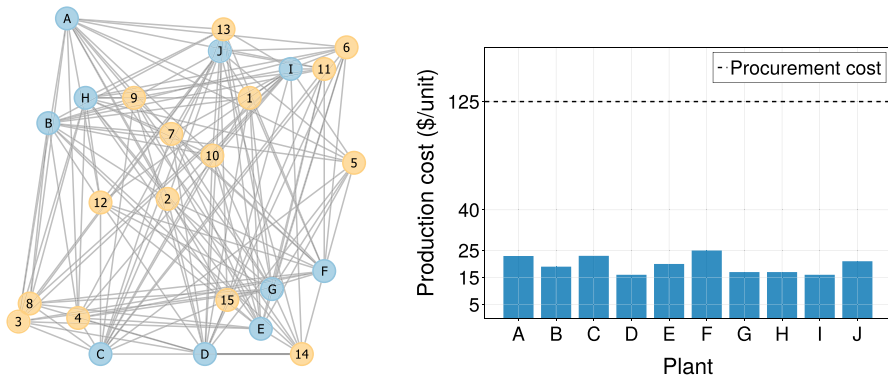 A
13
J
6
I
11
H
9
1
B
7
10
5
2
12
F
G
8
15
3
4
E
C
D
14
Production cost ($/unit)
125
40
25
15
5
Procurement cost
A B C D E F G H I J
Plant